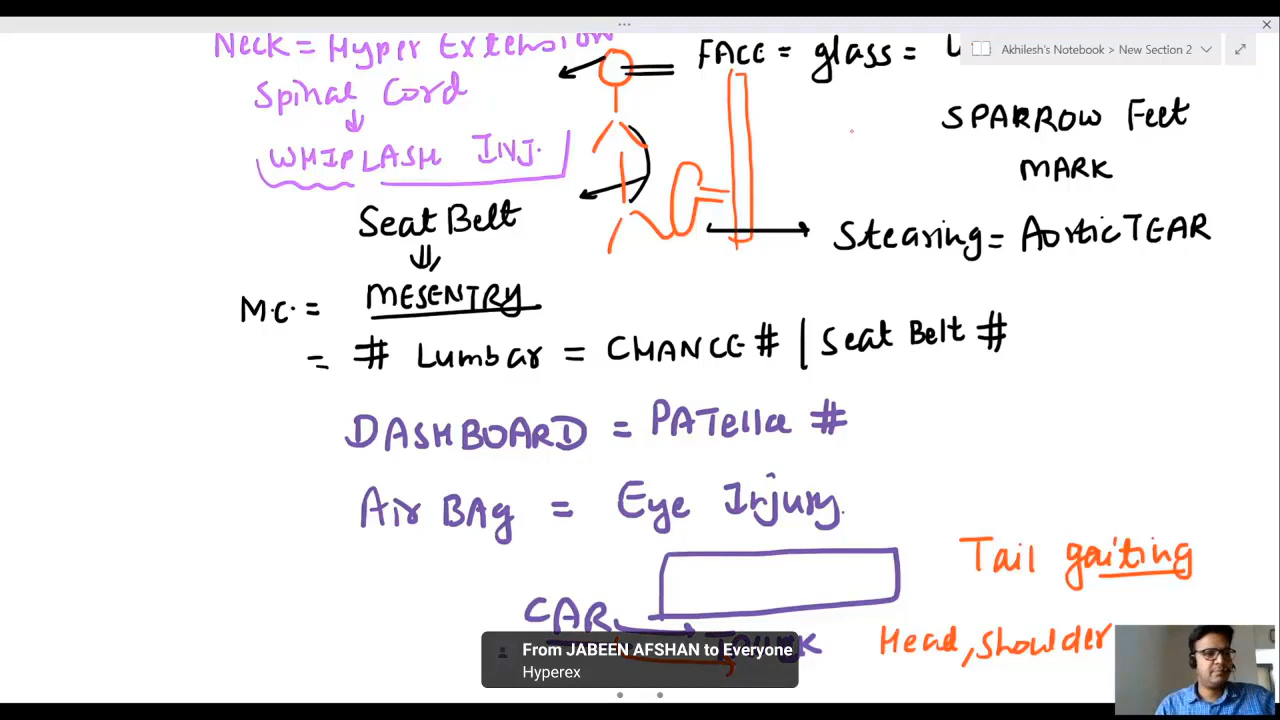 Akhilesh's Notebook > New Section 2
Neck = Hyper Extension
Spinal Cord
WHIPLASH INJ.
FACE = glass =
SPARROW Feet
MARK
Seat Belt
Stearing = Aortic TEAR
M.C. = MESENTRY
= # Lumbar = CHANCE # | Seat Belt #
DASHBOARD = PATella #
Air BAg = Eye Injury.
Tail gaiting
CAR
Head, Shoulder
From JABEEN AFSHAN to Everyone
Hyperex